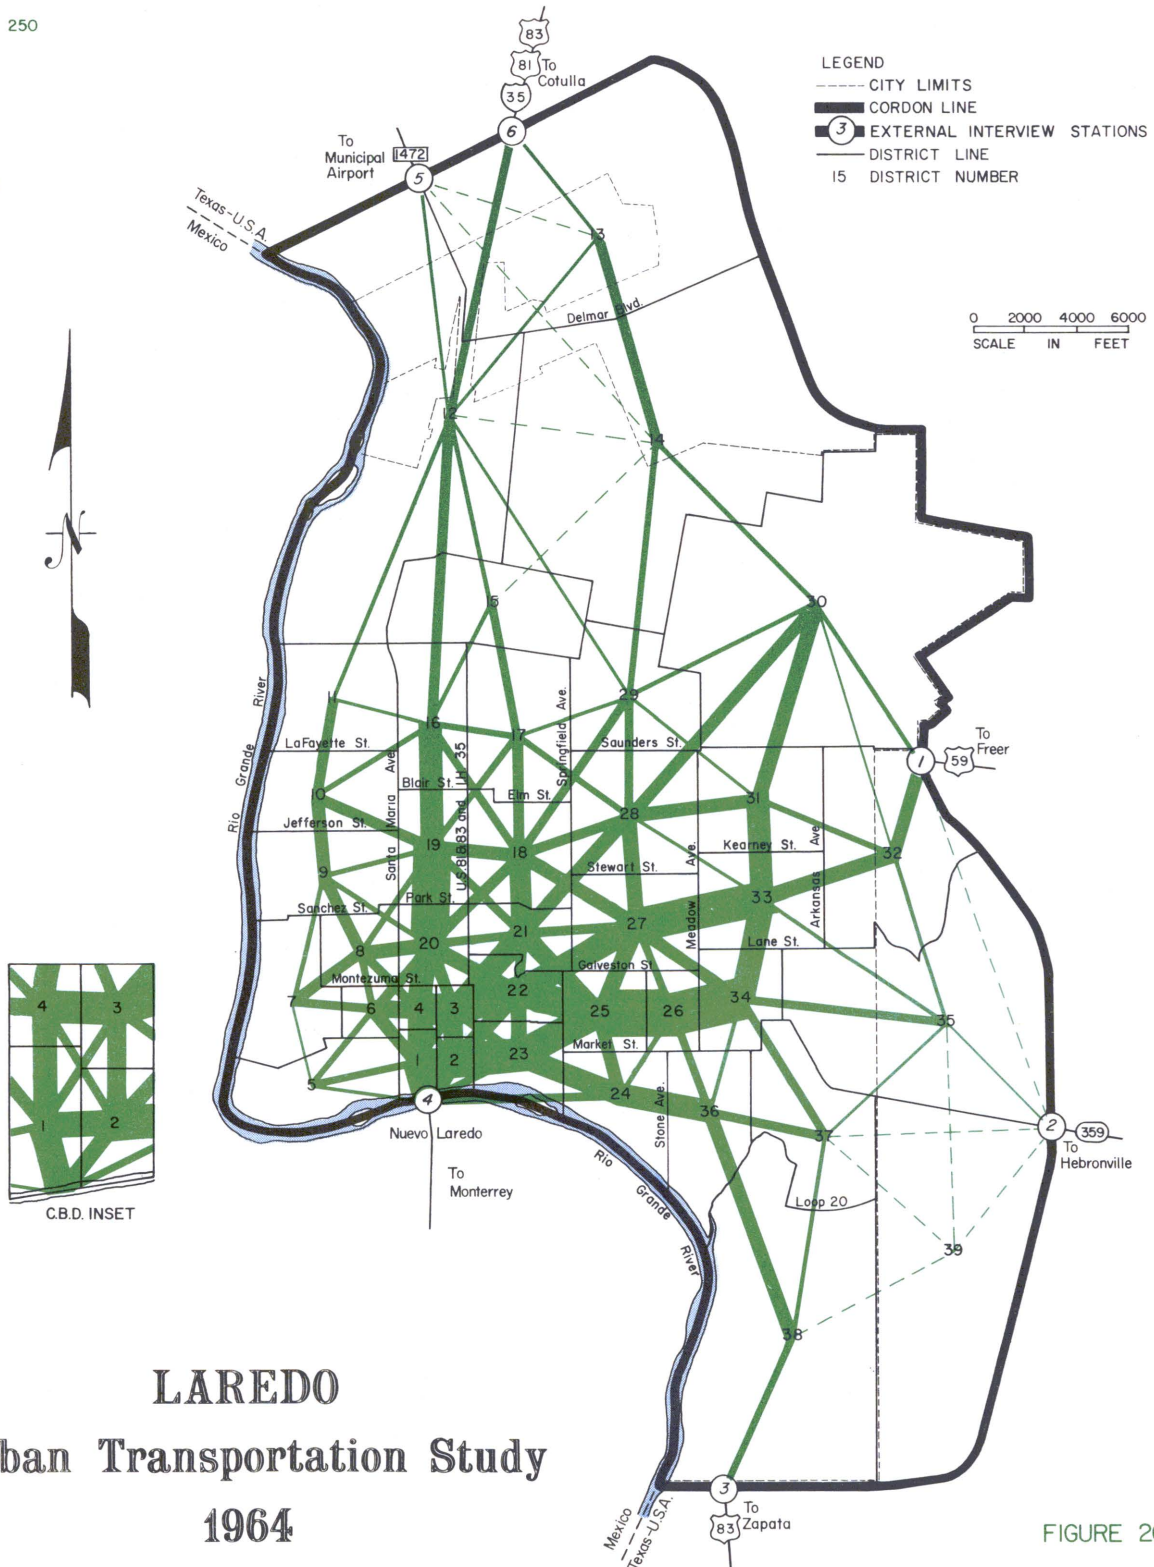 250
83
81
To
Cotulla
35
6
LEGEND
CITY LIMITS
CORDON LINE
3 EXTERNAL INTERVIEW STATIONS
DISTRICT LINE
15 DISTRICT NUMBER
To
Municipal
Airport
1472
5
Texas-U.S.A.
Mexico
13
Delmar Blvd.
0 2000 4000 6000
SCALE IN FEET
12
14
N
15
30
11
29
16
17
River
Grande
Rio
LaFayette St.
Santa Maria Ave.
U.S. 81&83 and I.H. 35
Springfield Ave.
Saunders St.
To
Freer
1
59
Blair St.
Elm St.
10
31
28
Jefferson St.
19
18
Kearney St.
32
Stewart St.
Meadow Ave.
Arkansas Ave.
9
Park St.
33
Sanchez St.
27
21
20
8
Lane St.
Montezuma St.
Galveston St.
7
6
4
3
22
25
26
34
35
Market St.
1
2
23
5
24
4
36
Stone Ave.
37
2
359
To
Hebronville
Nuevo Laredo
To
Monterrey
4
3
1
2
C.B.D. INSET
Rio
Grande
River
Loop 20
39
38
LAREDO
ban Transportation Study
1964
3
83
To
Zapata
Mexico
Texas-U.S.A.
FIGURE 20